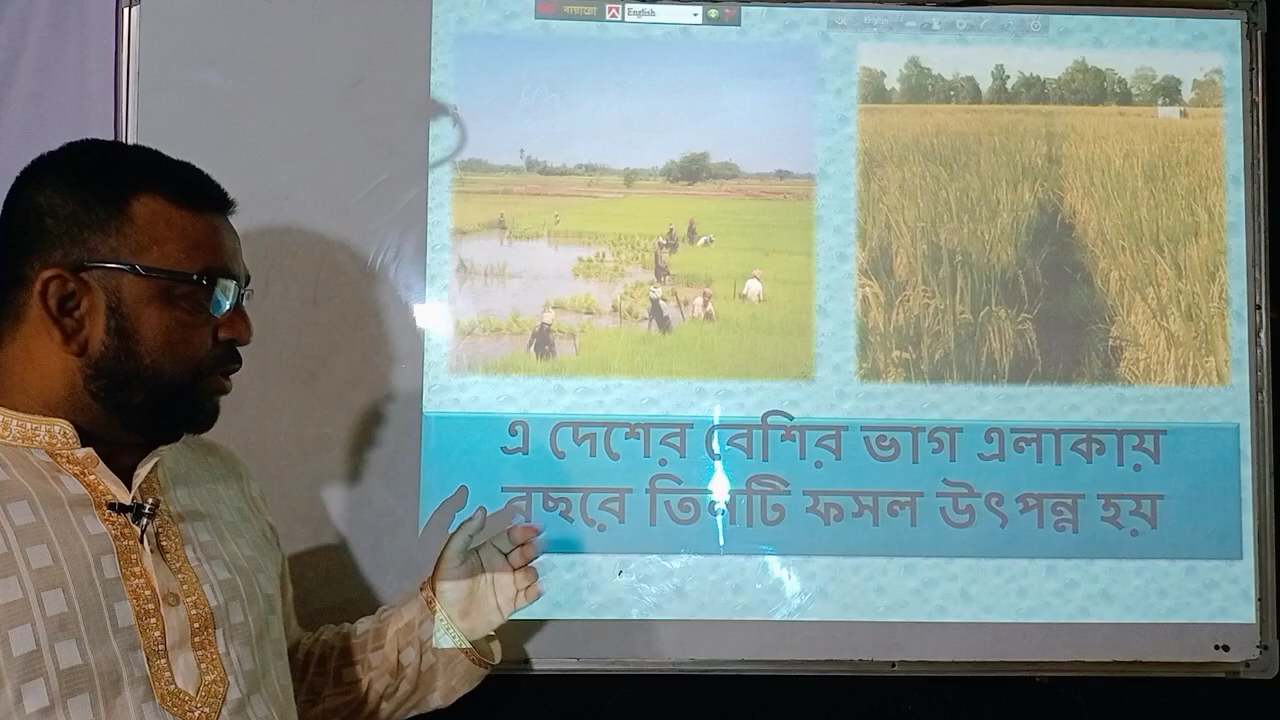 বায়ান্নো English
এ দেশের বেশির ভাগ এলাকায়
বছরে তিনটি ফসল উৎপন্ন হয়